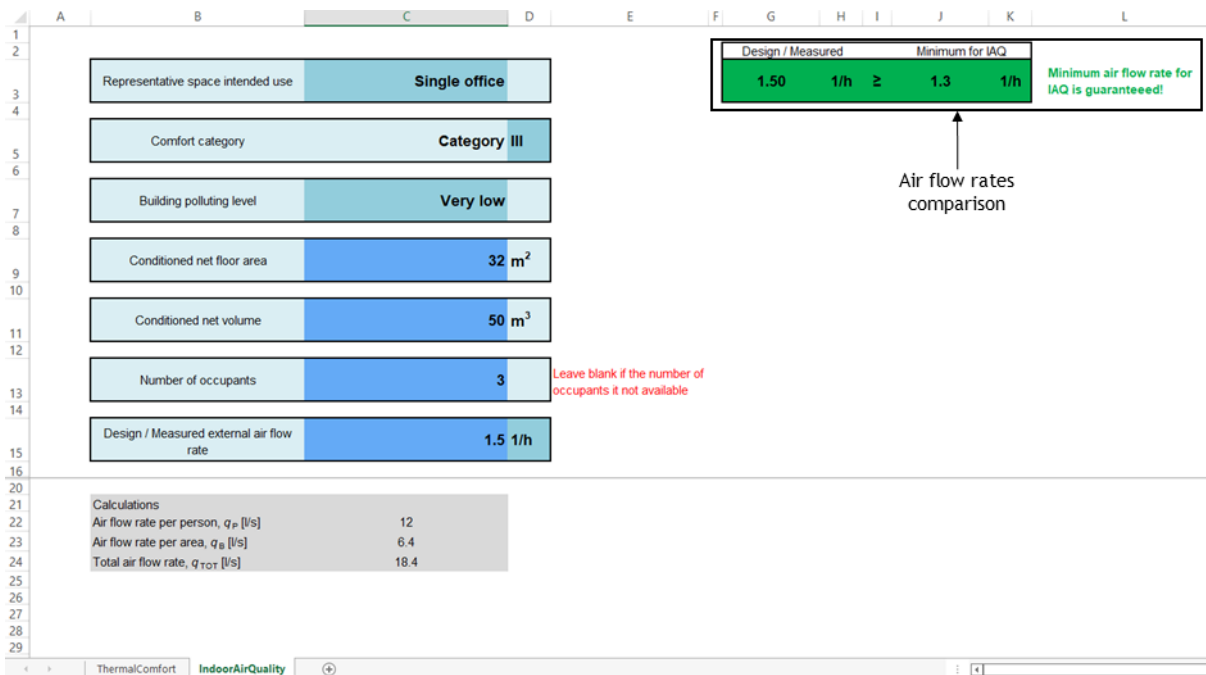 A B C D E F G H I J K L
1
2 Design / Measured Minimum for IAQ
3 Representative space intended use Single office 1.50 1/h ≥ 1.3 1/h Minimum air flow rate for
IAQ is guaranteeed!
4
5 Comfort category Category III
6
Air flow rates
comparison
7 Building polluting level Very low
8
9 Conditioned net floor area 32 m²
10
11 Conditioned net volume 50 m³
12
13 Number of occupants 3 Leave blank if the number of
occupants it not available
14
15 Design / Measured external air flow
rate 1.5 1/h
16
20
21 Calculations
22 Air flow rate per person, qP [l/s] 12
23 Air flow rate per area, qB [l/s] 6.4
24 Total air flow rate, qTOT [l/s] 18.4
25
26
27
28
29
ThermalComfort IndoorAirQuality